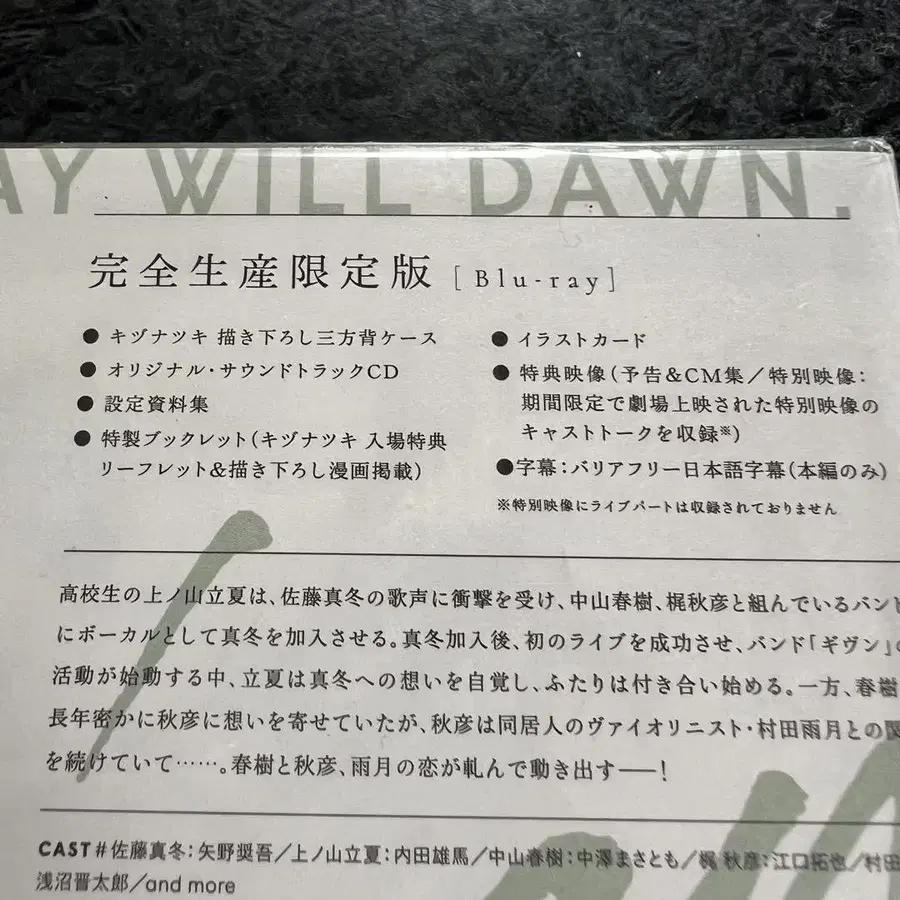 AY WILL DAWN.
完全生産限定版 [Blu-ray]
● キヅナツキ 描き下ろし三方背ケース
● オリジナル・サウンドトラックCD
● 設定資料集
● 特製ブックレット(キヅナツキ 入場特典
リーフレット&描き下ろし漫画掲載)
● イラストカード
● 特典映像(予告&CM集/特別映像:
期間限定で劇場上映された特別映像の
キャストトークを収録※)
●字幕:バリアフリー日本語字幕(本編のみ)
※特別映像にライブパートは収録されておりません
高校生の上ノ山立夏は、佐藤真冬の歌声に衝撃を受け、中山春樹、梶秋彦と組んでいるバンド
にボーカルとして真冬を加入させる。真冬加入後、初のライブを成功させ、バンド「ギヴン」の
活動が始動する中、立夏は真冬への想いを自覚し、ふたりは付き合い始める。一方、春樹
長年密かに秋彦に想いを寄せていたが、秋彦は同居人のヴァイオリニスト・村田雨月との関
を続けていて……。春樹と秋彦、雨月の恋が軋んで動き出す――!
CAST#佐藤真冬:矢野奨吾/上ノ山立夏:内田雄馬/中山春樹:中澤まさとも/梶 秋彦:江口拓也/村田
浅沼晋太郎/and more